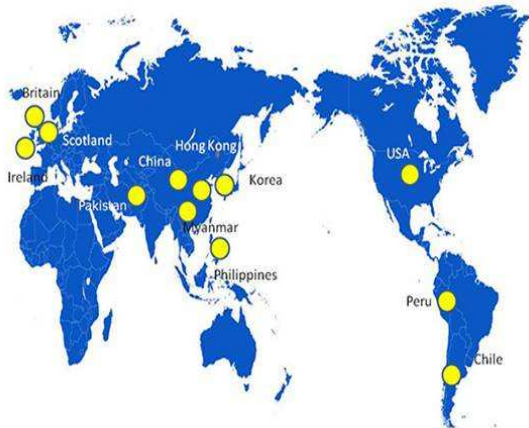 Britain
Scotland
Hong Kong
China
USA
Ireland
Korea
Pakistan
Myanmar
Philippines
Peru
Chile